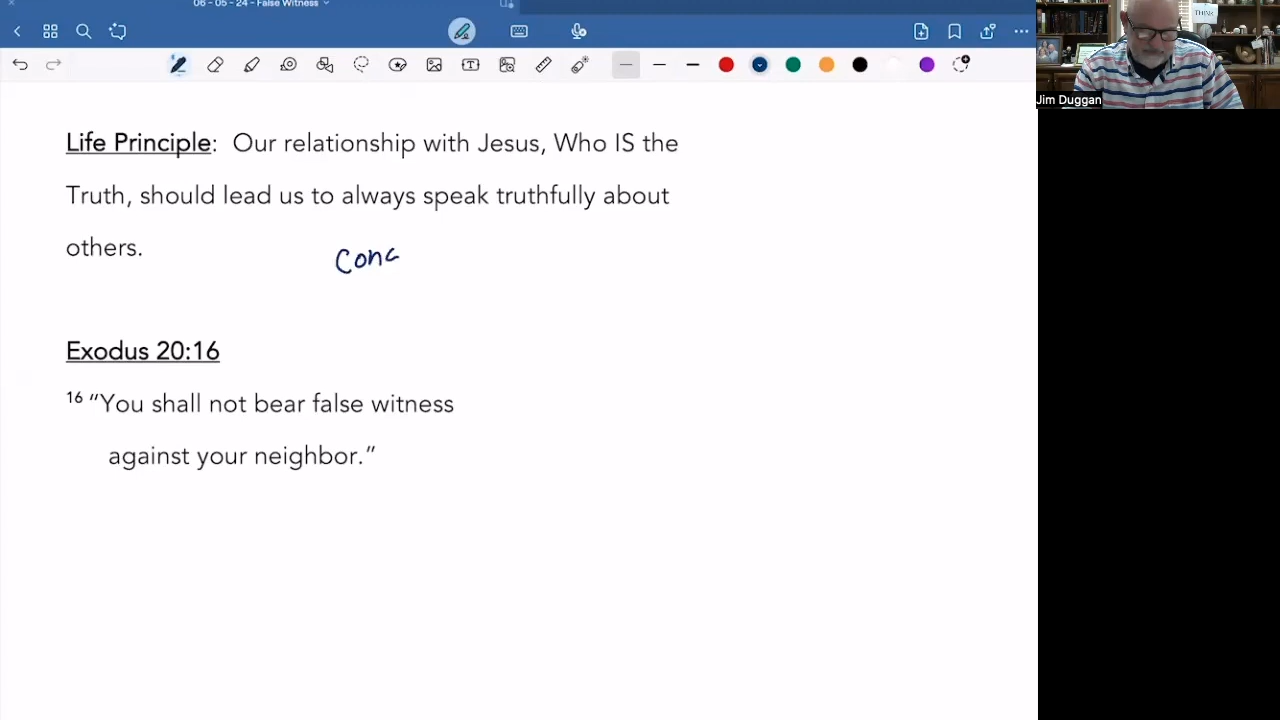 06 - 05 - 24 - False Witness
THINK
Jim Duggan
Life Principle: Our relationship with Jesus, Who IS the
Truth, should lead us to always speak truthfully about
others.
Conc
Exodus 20:16
16 “You shall not bear false witness
against your neighbor.”